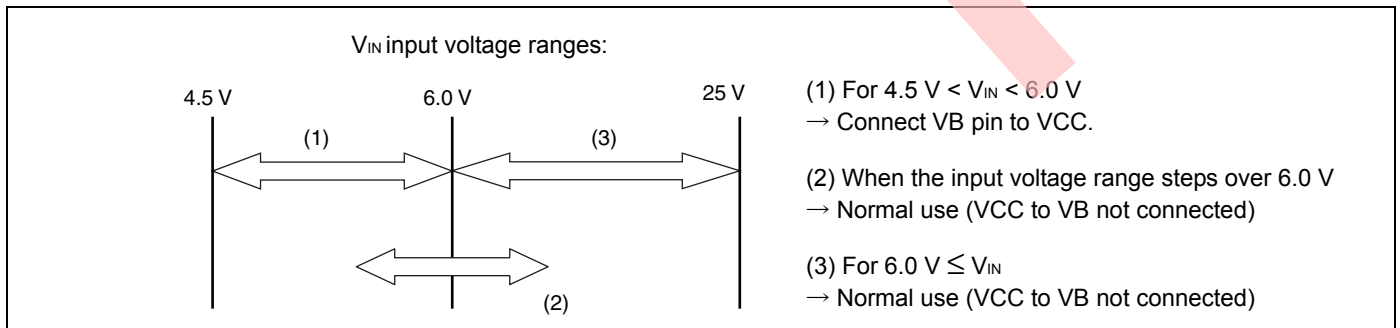 VIN input voltage ranges:
4.5 V
6.0 V
25 V
(1)
(3)
(2)
(1) For 4.5 V < VIN < 6.0 V
→ Connect VB pin to VCC.
(2) When the input voltage range steps over 6.0 V
→ Normal use (VCC to VB not connected)
(3) For 6.0 V ≤ VIN
→ Normal use (VCC to VB not connected)